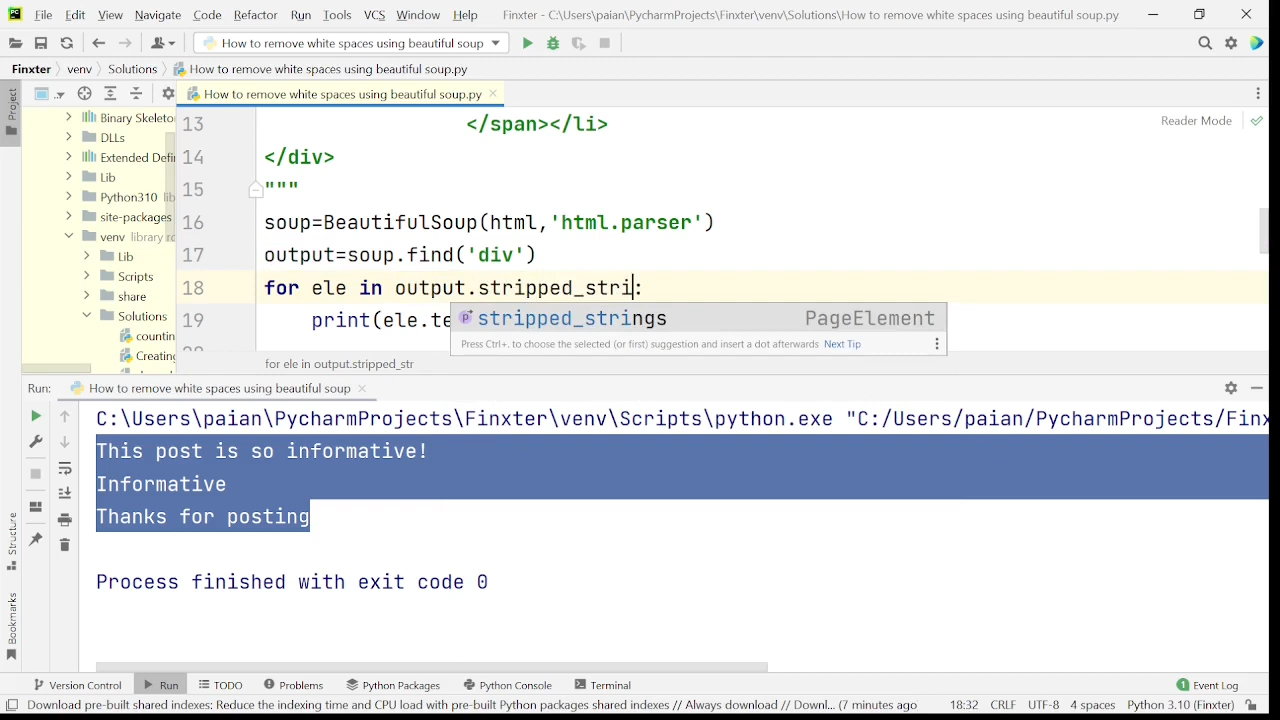 File Edit View Navigate Code Refactor Run Tools VCS Window Help Finxter - C:\Users\paian\PycharmProjects\Finxter\venv\Solutions\How to remove white spaces using beautiful soup.py
How to remove white spaces using beautiful soup
Finxter venv Solutions How to remove white spaces using beautiful soup.py
Project
How to remove white spaces using beautiful soup.py
Binary Skeleto
DLLs
Extended Defi
Lib
Python310 lib
site-packages
venv library ro
Lib
Scripts
share
Solutions
countin
Creating
Reader Mode
13 </span></li>
14 </div>
15 """
16 soup=BeautifulSoup(html,'html.parser')
17 output=soup.find('div')
18 for ele in output.stripped_stri:
19 print(ele.te
stripped_strings PageElement
Press Ctrl+. to choose the selected (or first) suggestion and insert a dot afterwards Next Tip
for ele in output.stripped_str
Run: How to remove white spaces using beautiful soup
C:\Users\paian\PycharmProjects\Finxter\venv\Scripts\python.exe "C:/Users/paian/PycharmProjects/Finx
This post is so informative!
Informative
Thanks for posting
Process finished with exit code 0
Structure
Bookmarks
Version Control Run TODO Problems Python Packages Python Console Terminal 1 Event Log
Download pre-built shared indexes: Reduce the indexing time and CPU load with pre-built Python packages shared indexes // Always download // Downl... (7 minutes ago 18:32 CRLF UTF-8 4 spaces Python 3.10 (Finxter)